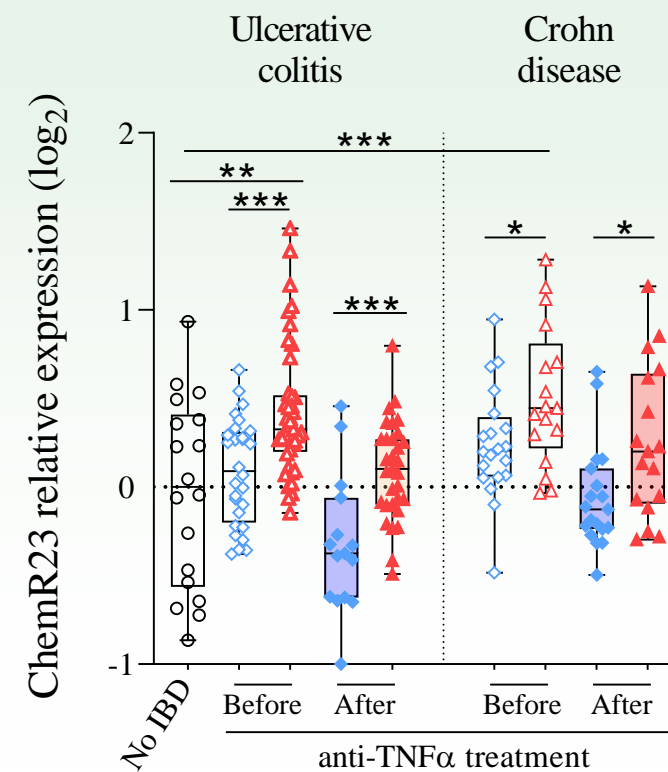 Ulcerative
colitis
Crohn
disease
ChemR23 relative expression (log₂)
2
1
0
-1
***
**
***
***
*
*
No IBD
Before
After
Before
After
anti-TNFα treatment